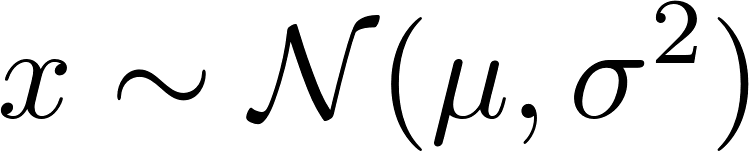 x ∼ 𝒩(μ, σ²)